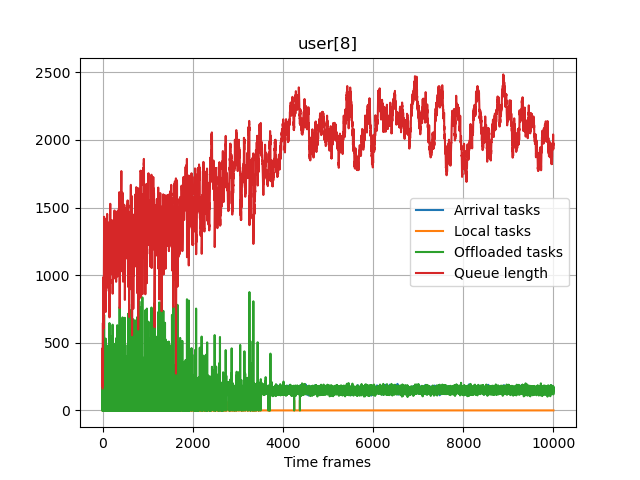 user[8]
2500
2000
1500
1000
500
0
Arrival tasks
Local tasks
Offloaded tasks
Queue length
0 2000 4000 6000 8000 10000
Time frames